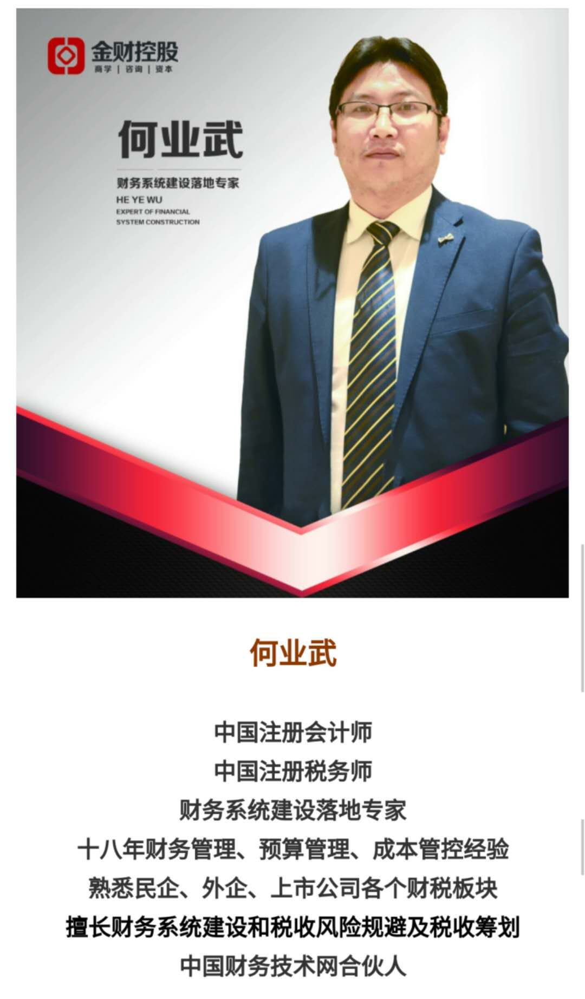 金财控股
商学 | 咨询 | 资本
何业武
财务系统建设落地专家
HE YE WU
EXPERT OF FINANCIAL
SYSTEM CONSTRUCTION
何业武
中国注册会计师
中国注册税务师
财务系统建设落地专家
十八年财务管理、预算管理、成本管控经验
熟悉民企、外企、上市公司各个财税板块
擅长财务系统建设和税收风险规避及税收筹划
中国财务技术网合伙人